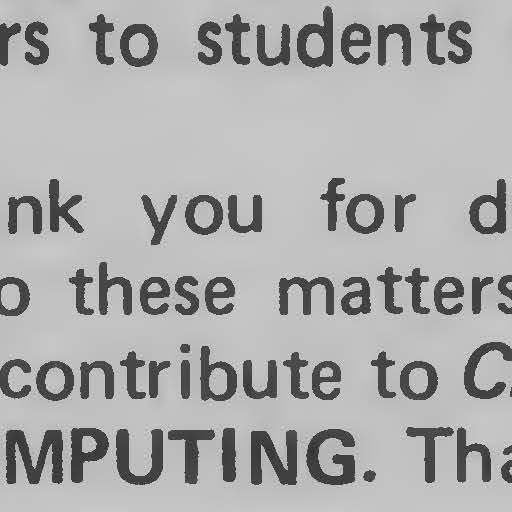 rs to students
nk you for d
o these matters
contribute to C
MPUTING. Tha